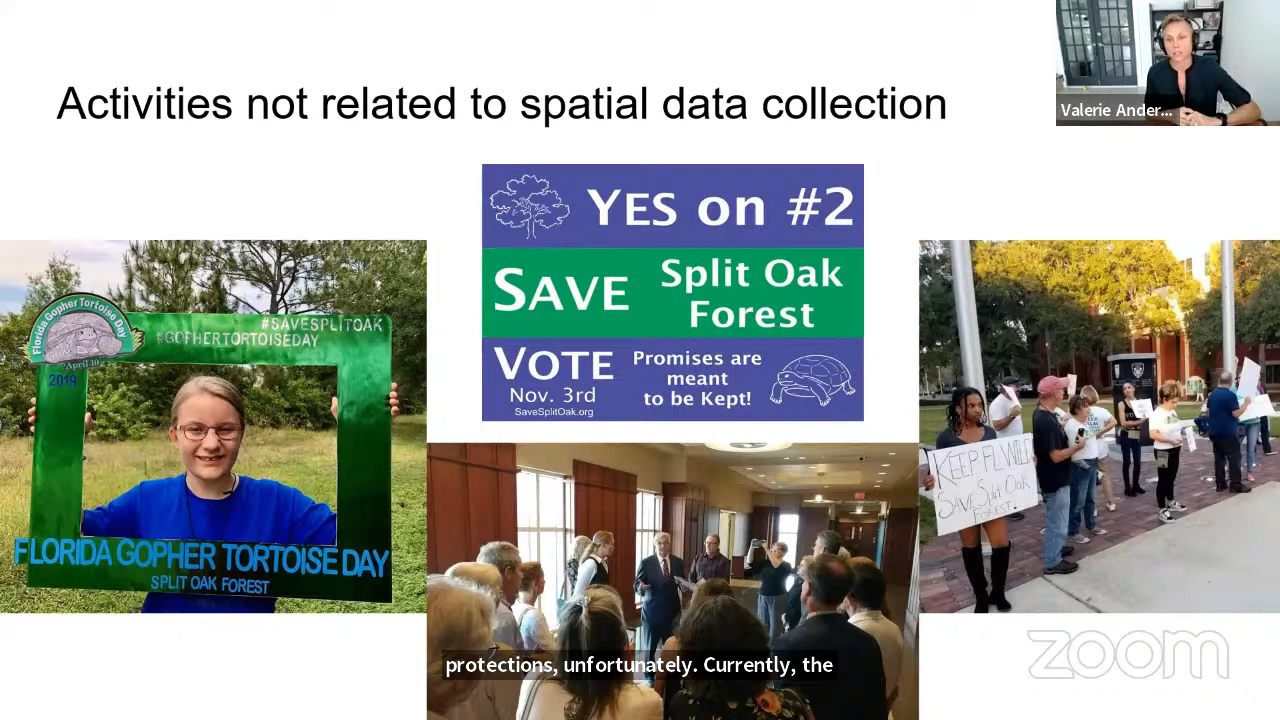 Activities not related to spatial data collection
Valerie Ander...
YES on #2
SAVE
Split Oak
Forest
VOTE
Nov. 3rd
SaveSplitOak.org
Promises are
meant
to be Kept!
Florida Gopher Tortoise Day
April 10
2019
#SAVESPLITOAK
#GOPHERTORTOISEDAY
FLORIDA GOPHER TORTOISE DAY
SPLIT OAK FOREST
KEEP FL WILD
SAVE Split Oak
FOREST!
protections, unfortunately. Currently, the
zoom